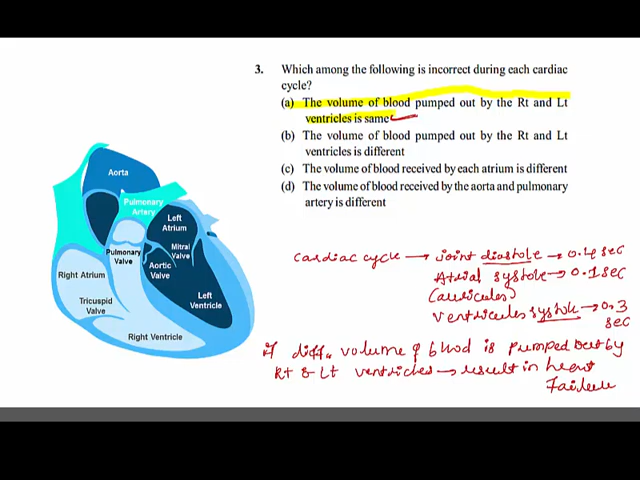 3. Which among the following is incorrect during each cardiac
cycle?
(a) The volume of blood pumped out by the Rt and Lt
ventricles is same
(b) The volume of blood pumped out by the Rt and Lt
ventricles is different
(c) The volume of blood received by each atrium is different
(d) The volume of blood received by the aorta and pulmonary
artery is different
Aorta
Pulmonary
Artery
Left
Atrium
Mitral
Valve
Pulmonary
Valve
Aortic
Valve
Right Atrium
Left
Ventricle
Tricuspid
Valve
Right Ventricle
cardiac cycle → joint diastole → 0.4 sec
Atrial systole → 0.1 sec
(auricules)
ventricules systole → 0.3
sec
if diff. volume of blood is pumped out by
Rt & Lt ventricles → result in heart
Failure